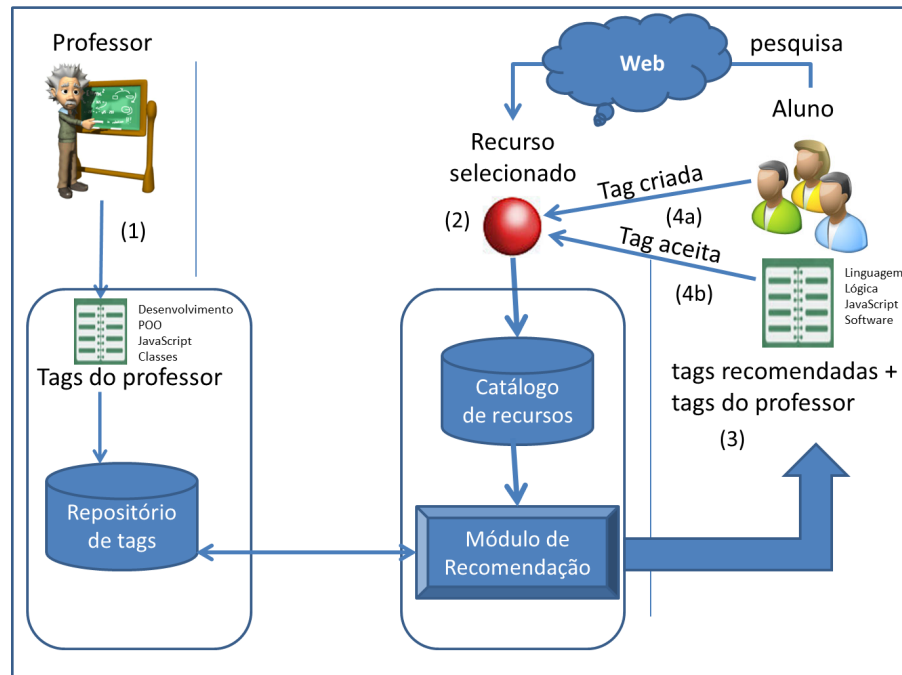 Professor
(1)
Desenvolvimento
POO
JavaScript
Classes
Tags do professor
Repositório
de tags
Web
pesquisa
Aluno
Recurso
selecionado
(2)
Tag criada
(4a)
Tag aceita
(4b)
Linguagem
Lógica
JavaScript
Software
tags recomendadas +
tags do professor
(3)
Catálogo
de recursos
Módulo de
Recomendação